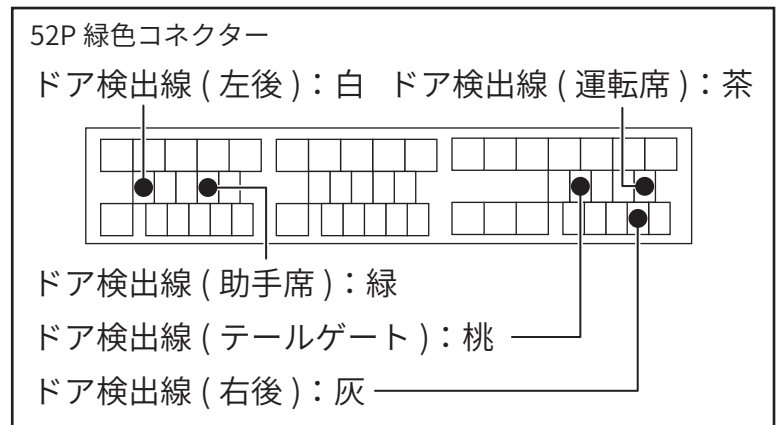 52P 緑色コネクター
ドア検出線 ( 左後 )：白 ドア検出線 ( 運転席 )：茶
ドア検出線 ( 助手席 )：緑
ドア検出線 ( テールゲート )：桃
ドア検出線 ( 右後 )：灰